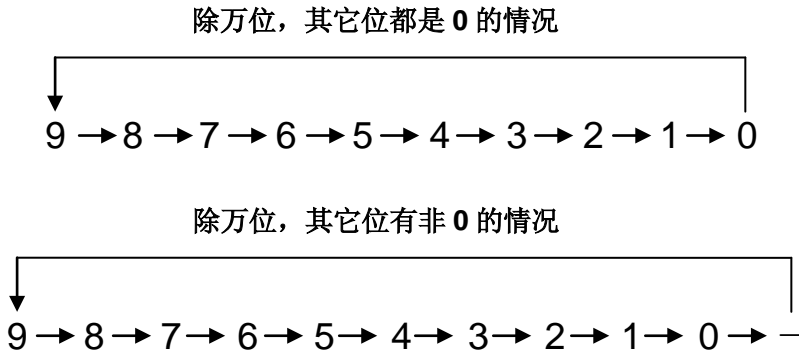 除万位，其它位都是 0 的情况
9 → 8 → 7 → 6 → 5 → 4 → 3 → 2 → 1 → 0
除万位，其它位有非 0 的情况
9 → 8 → 7 → 6 → 5 → 4 → 3 → 2 → 1 → 0 → —